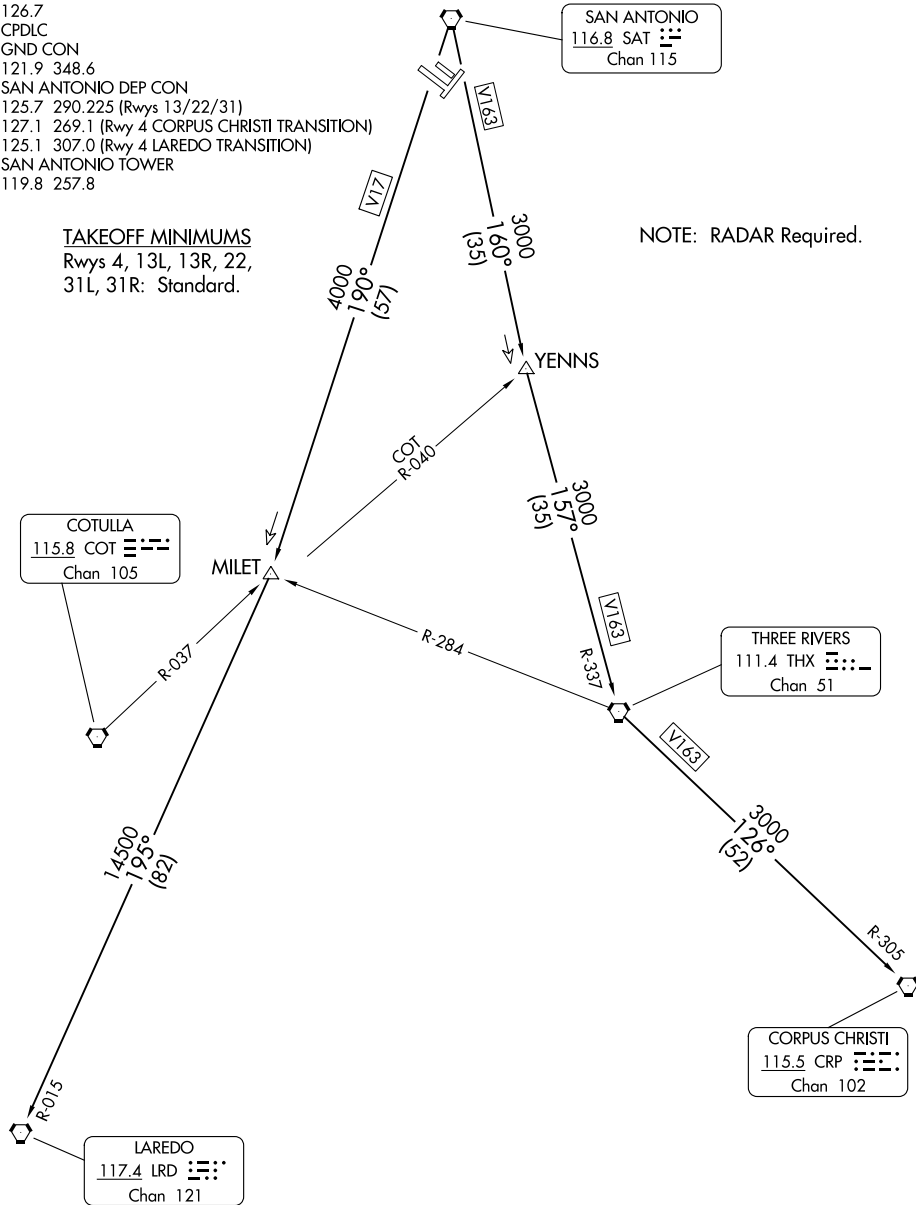 126.7
CPDLC
GND CON
121.9 348.6
SAN ANTONIO DEP CON
125.7 290.225 (Rwys 13/22/31)
127.1 269.1 (Rwy 4 CORPUS CHRISTI TRANSITION)
125.1 307.0 (Rwy 4 LAREDO TRANSITION)
SAN ANTONIO TOWER
119.8 257.8
SAN ANTONIO
116.8 SAT
Chan 115
TAKEOFF MINIMUMS
Rwys 4, 13L, 13R, 22,
31L, 31R: Standard.
NOTE: RADAR Required.
V163
V17
3000
160°
(35)
4000
190°
(57)
YENNS
COT
R-040
3000
157°
(35)
COTULLA
115.8 COT
Chan 105
MILET
R-037
R-284
V163
R-337
THREE RIVERS
111.4 THX
Chan 51
V163
3000
126°
(52)
14500
195°
(82)
R-305
CORPUS CHRISTI
115.5 CRP
Chan 102
R-015
LAREDO
117.4 LRD
Chan 121